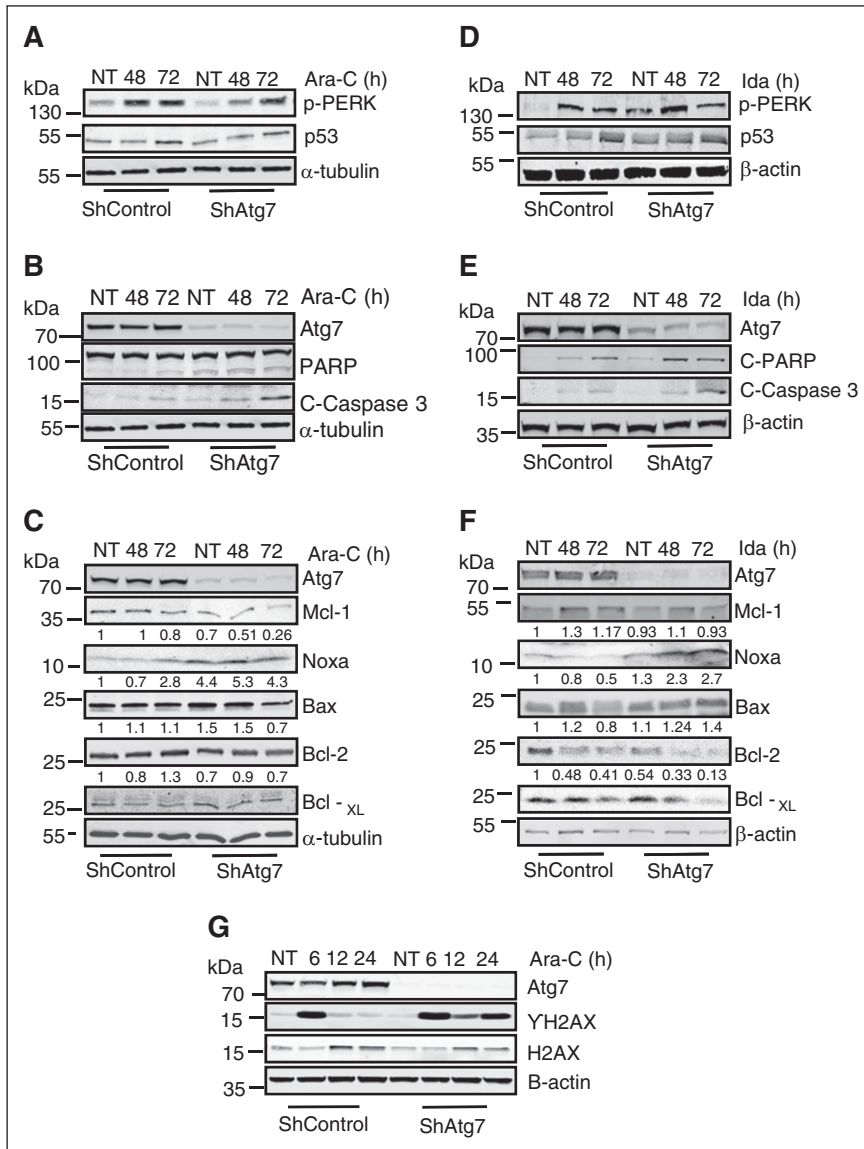 A
kDa NT 48 72 NT 48 72 Ara-C (h)
130 p-PERK
55 p53
55 α-tubulin
ShControl ShAtg7
B
kDa NT 48 72 NT 48 72 Ara-C (h)
70 Atg7
100 PARP
15 C-Caspase 3
55 α-tubulin
ShControl ShAtg7
C
kDa NT 48 72 NT 48 72 Ara-C (h)
70 Atg7
35 Mcl-1
1 1 0.8 0.7 0.51 0.26
10 Noxa
1 0.7 2.8 4.4 5.3 4.3
25 Bax
1 1.1 1.1 1.5 1.5 0.7
25 Bcl-2
1 0.8 1.3 0.7 0.9 0.7
25 Bcl - XL
55 α-tubulin
ShControl ShAtg7
D
kDa NT 48 72 NT 48 72 Ida (h)
130 p-PERK
55 p53
55 β-actin
ShControl ShAtg7
E
kDa NT 48 72 NT 48 72 Ida (h)
70 Atg7
100 C-PARP
15 C-Caspase 3
35 β-actin
ShControl ShAtg7
F
kDa NT 48 72 NT 48 72 Ida (h)
70 Atg7
55 Mcl-1
1 1.3 1.17 0.93 1.1 0.93
10 Noxa
1 0.8 0.5 1.3 2.3 2.7
25 Bax
1 1.2 0.8 1.1 1.24 1.4
25 Bcl-2
1 0.48 0.41 0.54 0.33 0.13
25 Bcl - XL
55 β-actin
ShControl ShAtg7
G
kDa NT 6 12 24 NT 6 12 24 Ara-C (h)
70 Atg7
15 ϒH2AX
15 H2AX
35 B-actin
ShControl ShAtg7